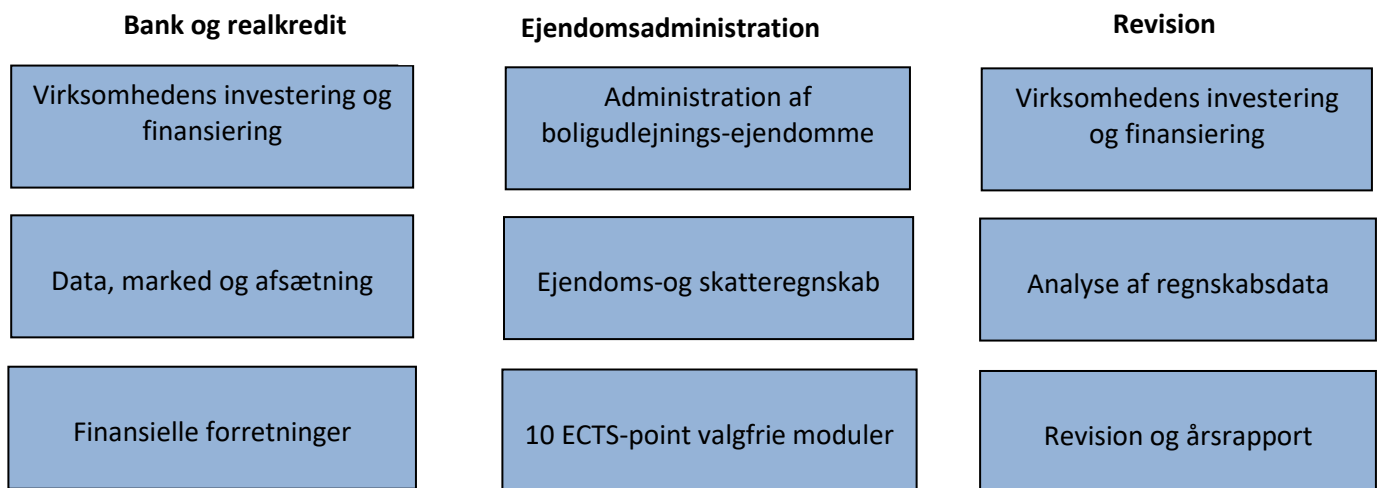 Bank og realkredit
Virksomhedens investering og
finansiering
Data, marked og afsætning
Finansielle forretninger
Ejendomsadministration
Administration af
boligudlejnings-ejendomme
Ejendoms-og skatteregnskab
10 ECTS-point valgfrie moduler
Revision
Virksomhedens investering
og finansiering
Analyse af regnskabsdata
Revision og årsrapport